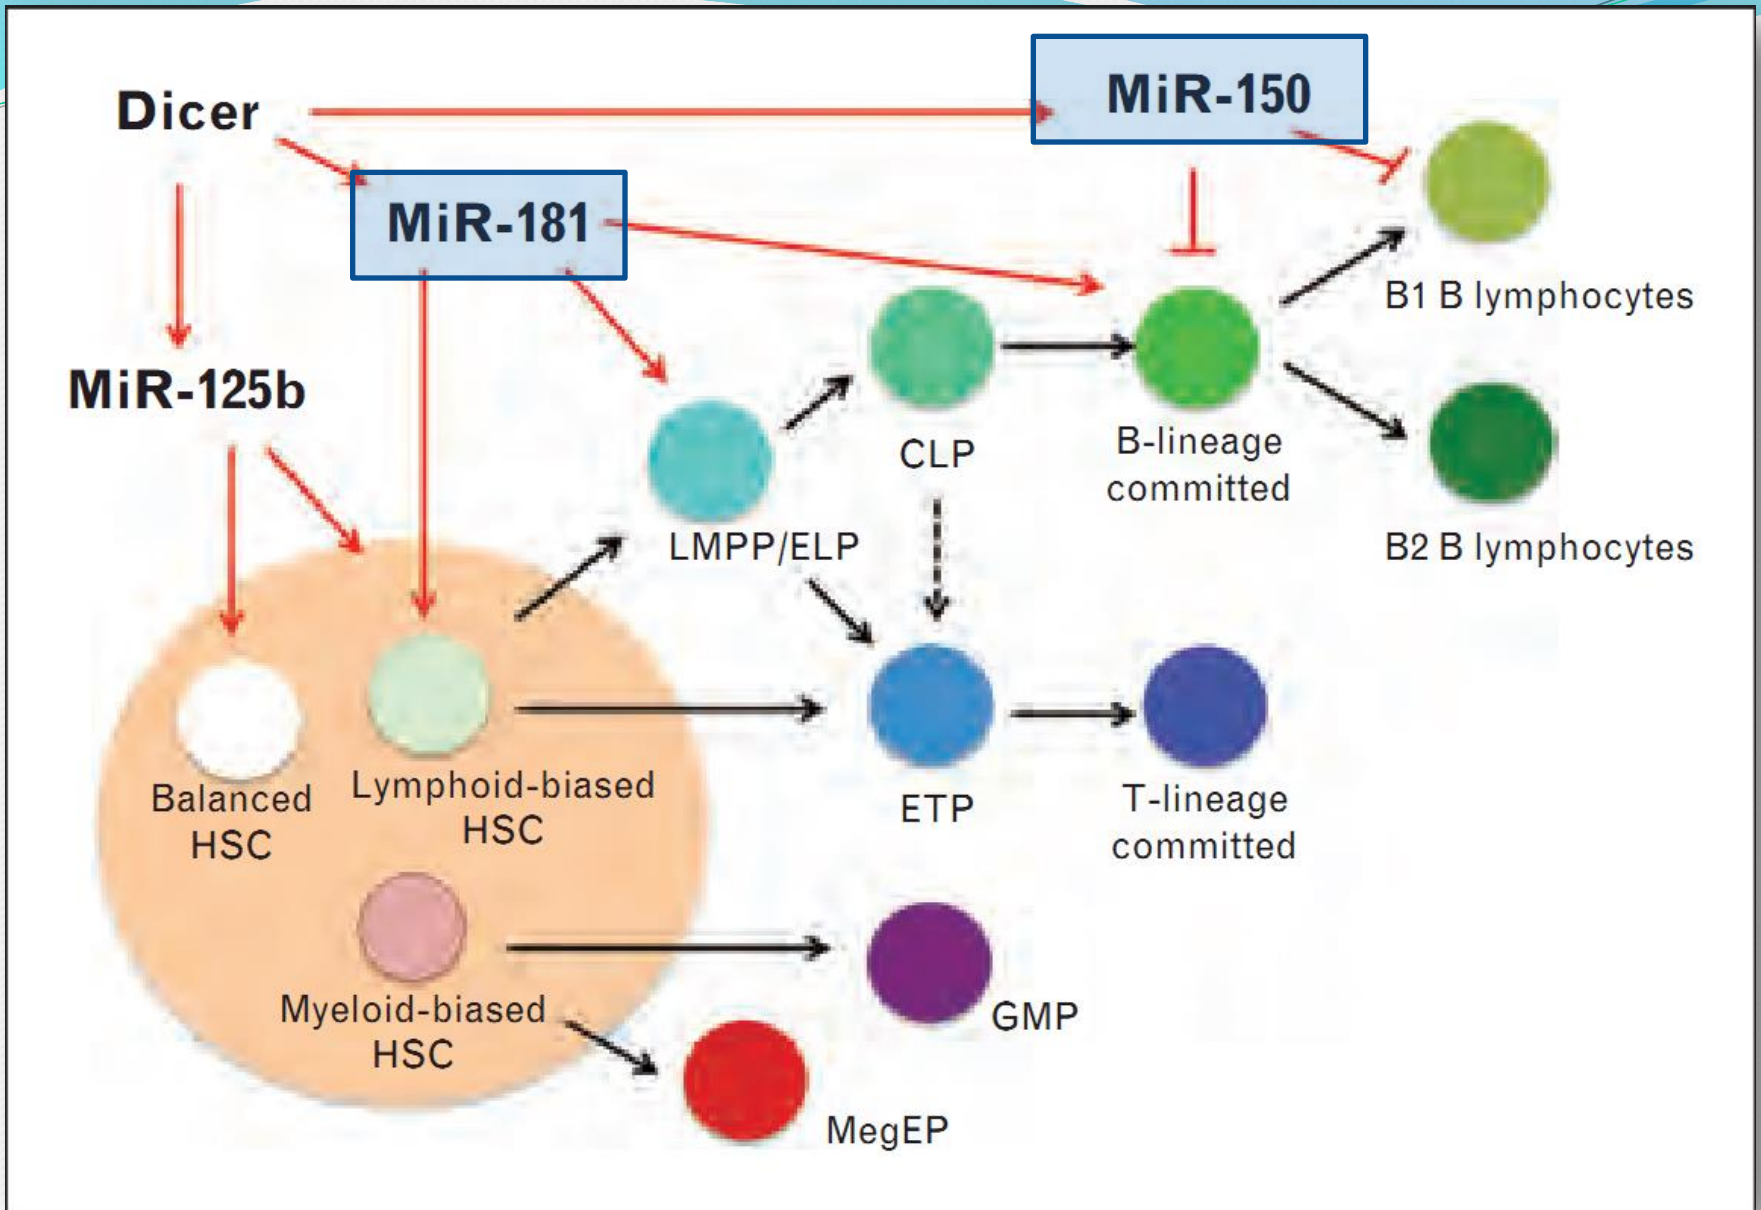 Dicer
MiR-150
MiR-181
MiR-125b
B1 B lymphocytes
CLP
B-lineage
committed
LMPP/ELP
B2 B lymphocytes
Balanced
HSC
Lymphoid-biased
HSC
ETP
T-lineage
committed
Myeloid-biased
HSC
GMP
MegEP